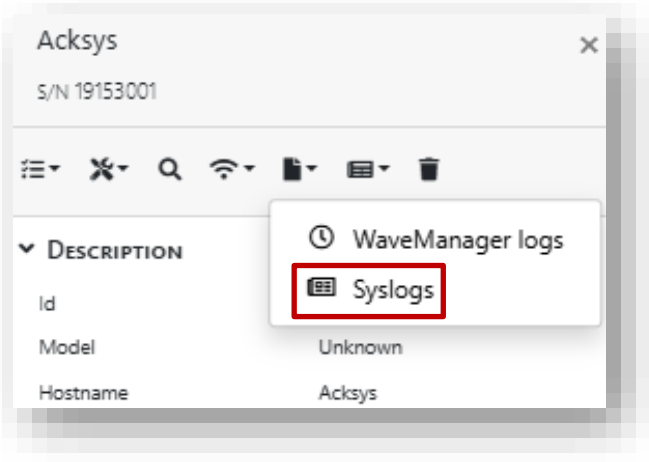 Acksys
S/N 19153001
WaveManager logs
Syslogs
DESCRIPTION
Id
Model Unknown
Hostname Acksys